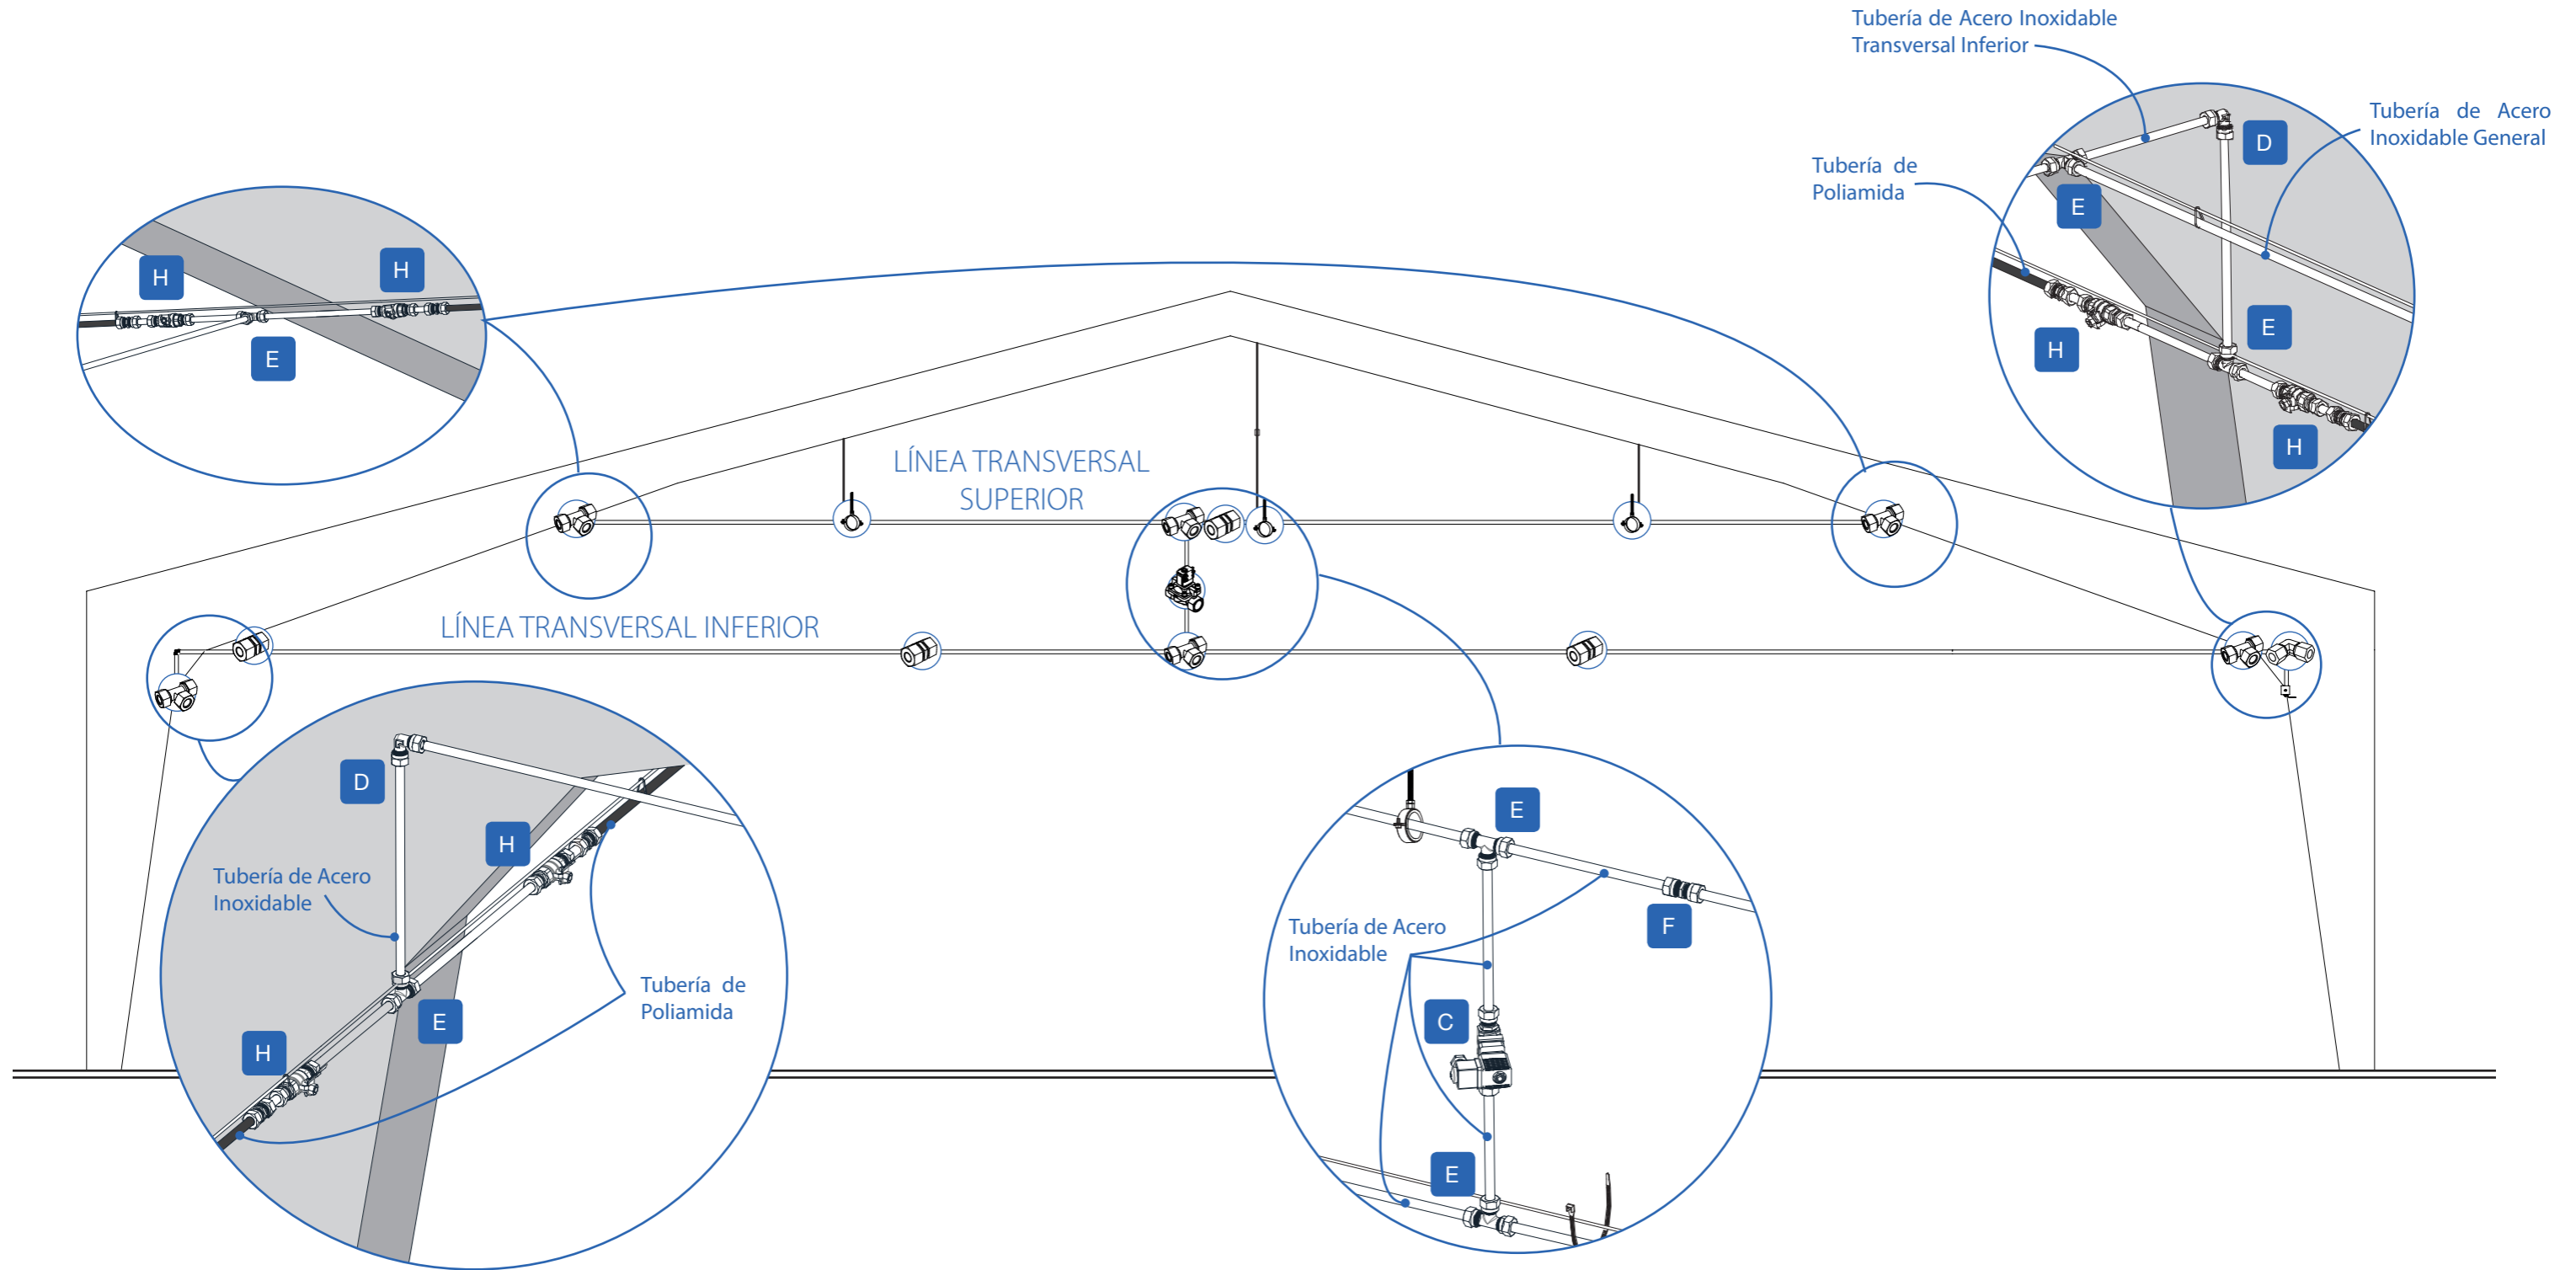 Tubería de Acero Inoxidable
Transversal Inferior
Tubería de Acero
Inoxidable General
D
Tubería de
Poliamida
E
E
H
H
H
H
E
LÍNEA TRANSVERSAL
SUPERIOR
LÍNEA TRANSVERSAL INFERIOR
D
H
Tubería de Acero
Inoxidable
Tubería de
Poliamida
E
H
E
Tubería de Acero
Inoxidable
F
C
E